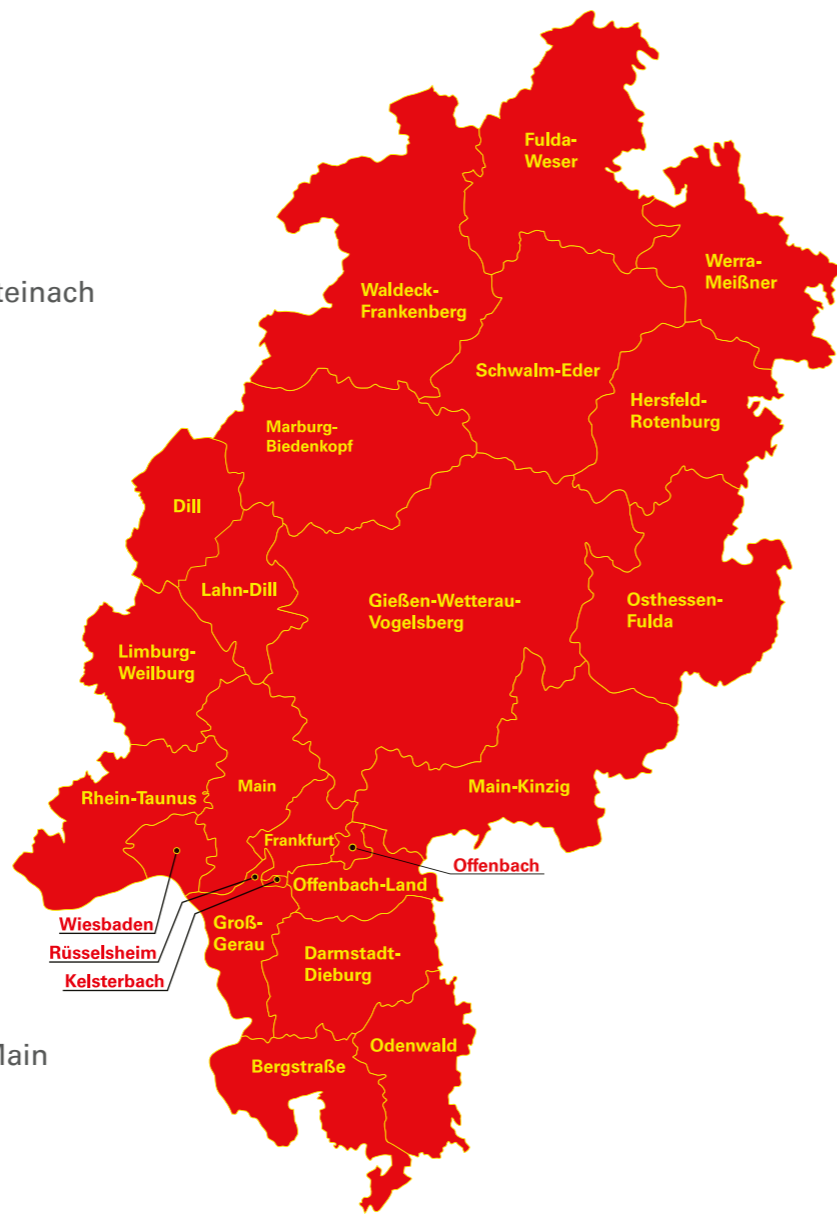 Fulda-
Weser
Werra-
Meißner
Waldeck-
Frankenberg
teinach
Schwalm-Eder
Hersfeld-
Rotenburg
Marburg-
Biedenkopf
Dill
Lahn-Dill
Gießen-Wetterau-
Vogelsberg
Osthessen-
Fulda
Limburg-
Weilburg
Rhein-Taunus
Main
Main-Kinzig
Frankfurt
Offenbach
Offenbach-Land
Wiesbaden
Rüsselsheim
Kelsterbach
Groß-
Gerau
Darmstadt-
Dieburg
Odenwald
Bergstraße
Main